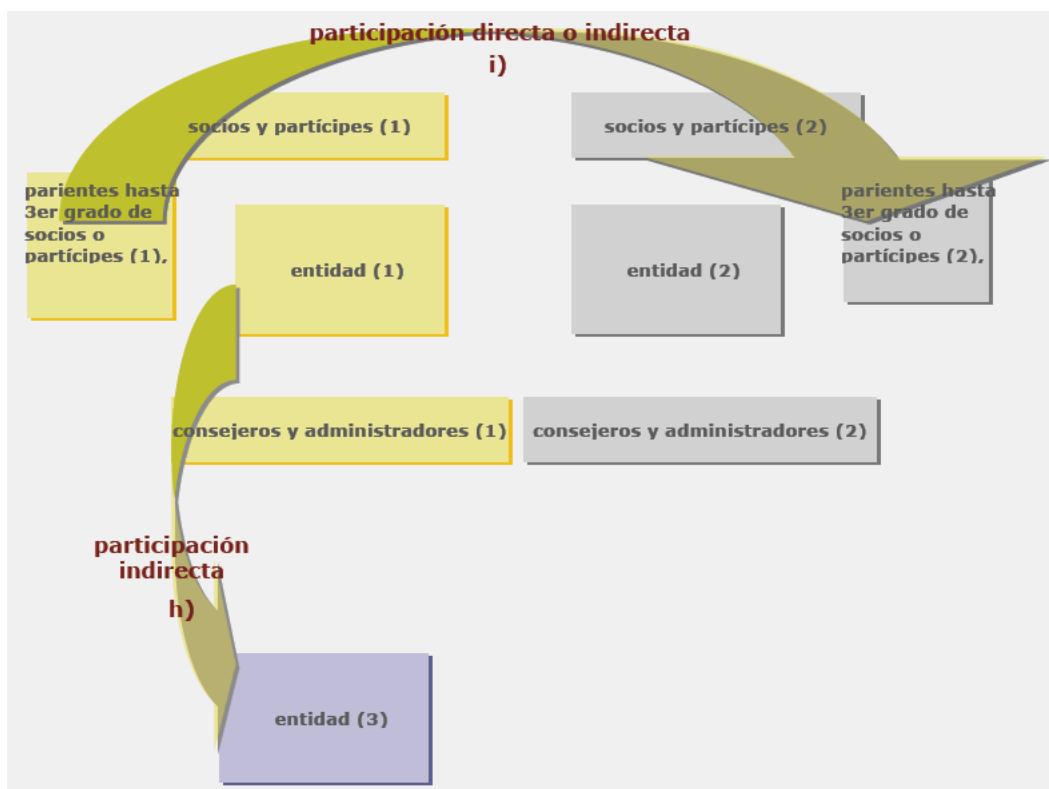 participación directa o indirecta
i)
socios y partícipes (1)
socios y partícipes (2)
parientes hasta
3er grado de
socios o
partícipes (1),
parientes hasta
3er grado de
socios o
partícipes (2),
entidad (1)
entidad (2)
consejeros y administradores (1)
consejeros y administradores (2)
participación
indirecta
h)
entidad (3)